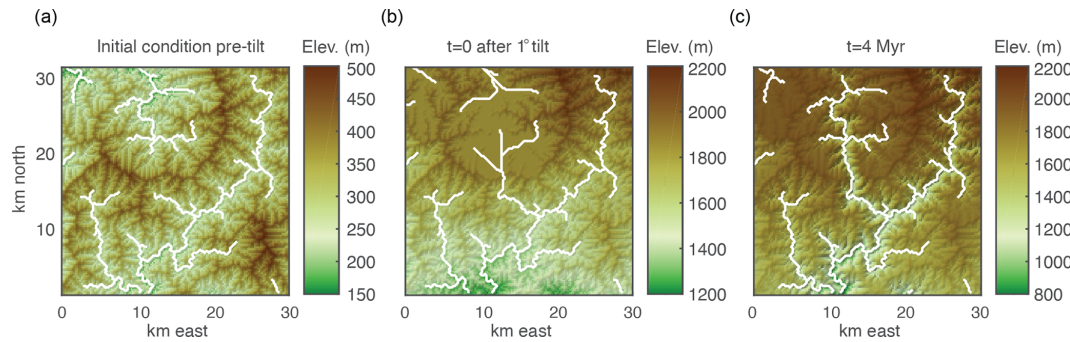 (a)
Initial condition pre-tilt
Elev. (m)
500
450
400
350
300
250
200
150
30
20
10
km north
0 10 20 30
km east
(b)
t=0 after 1° tilt
Elev. (m)
2200
2000
1800
1600
1400
1200
0 10 20 30
km east
(c)
t=4 Myr
Elev. (m)
2200
2000
1800
1600
1400
1200
1000
800
0 10 20 30
km east